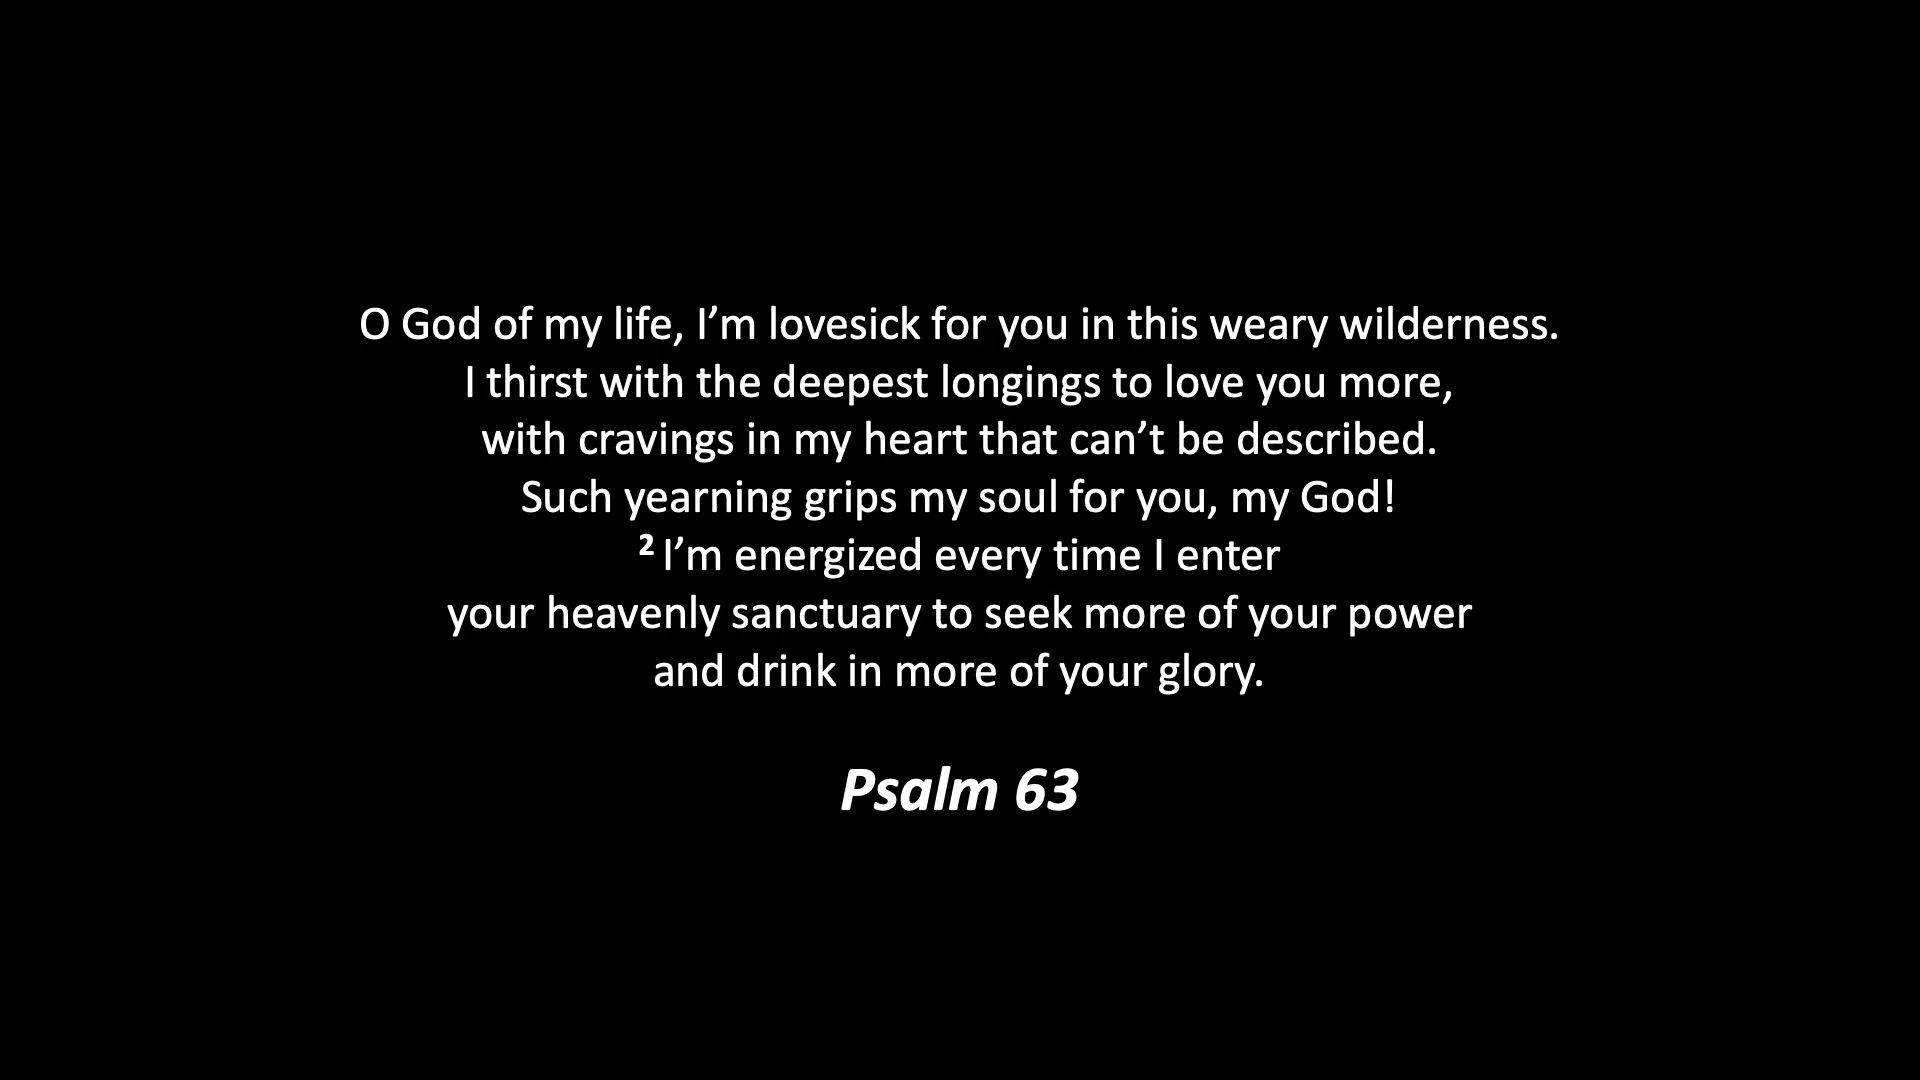 O God of my life, I’m lovesick for you in this weary wilderness.
I thirst with the deepest longings to love you more,
with cravings in my heart that can’t be described.
Such yearning grips my soul for you, my God!
² I’m energized every time I enter
your heavenly sanctuary to seek more of your power
and drink in more of your glory.
Psalm 63